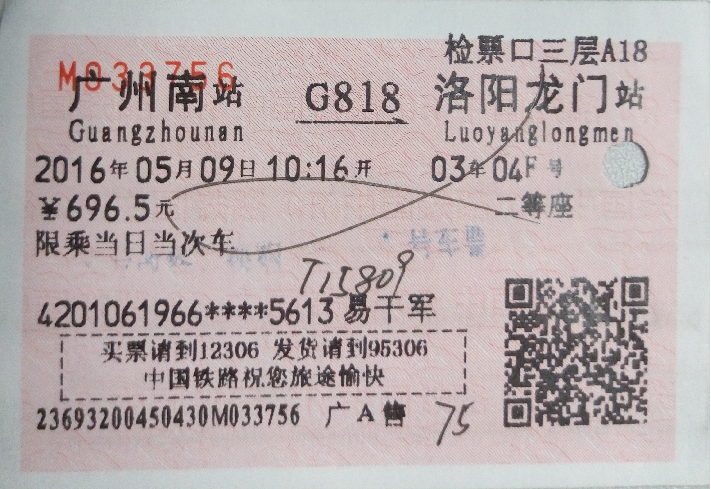 检票口三层A18
M033756
广州南站 G818 洛阳龙门站
Guangzhounan Luoyanglongmen
2016年05月09日10:16开 03车04F号
￥696.5元 二等座
限乘当日当次车
T15809
4201061966****5613易干军
买票请到12306 发货请到95306
中国铁路祝您旅途愉快
23693200450430M033756 广A售 75